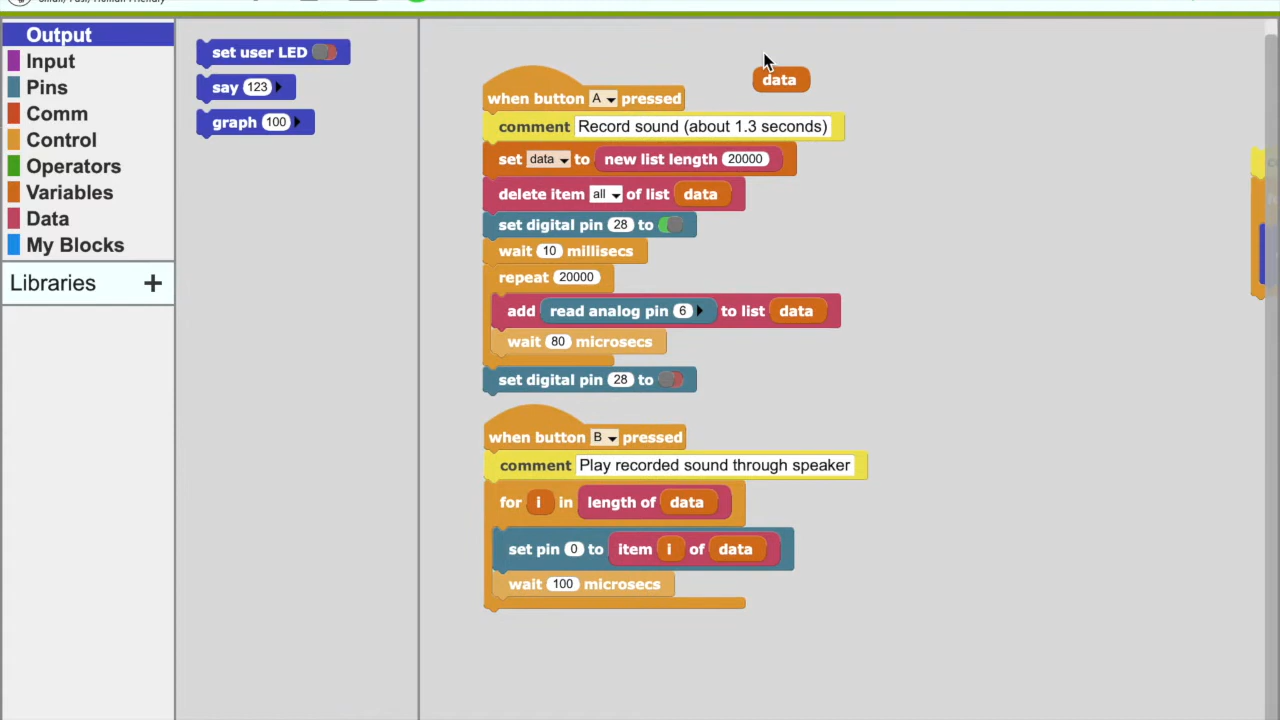 Output
Input
Pins
Comm
Control
Operators
Variables
Data
My Blocks
Libraries +
set user LED
say 123
graph 100
data
when button A pressed
comment Record sound (about 1.3 seconds)
set data to new list length 20000
delete item all of list data
set digital pin 28 to
wait 10 millisecs
repeat 20000
add read analog pin 6 to list data
wait 80 microsecs
set digital pin 28 to
when button B pressed
comment Play recorded sound through speaker
for i in length of data
set pin 0 to item i of data
wait 100 microsecs